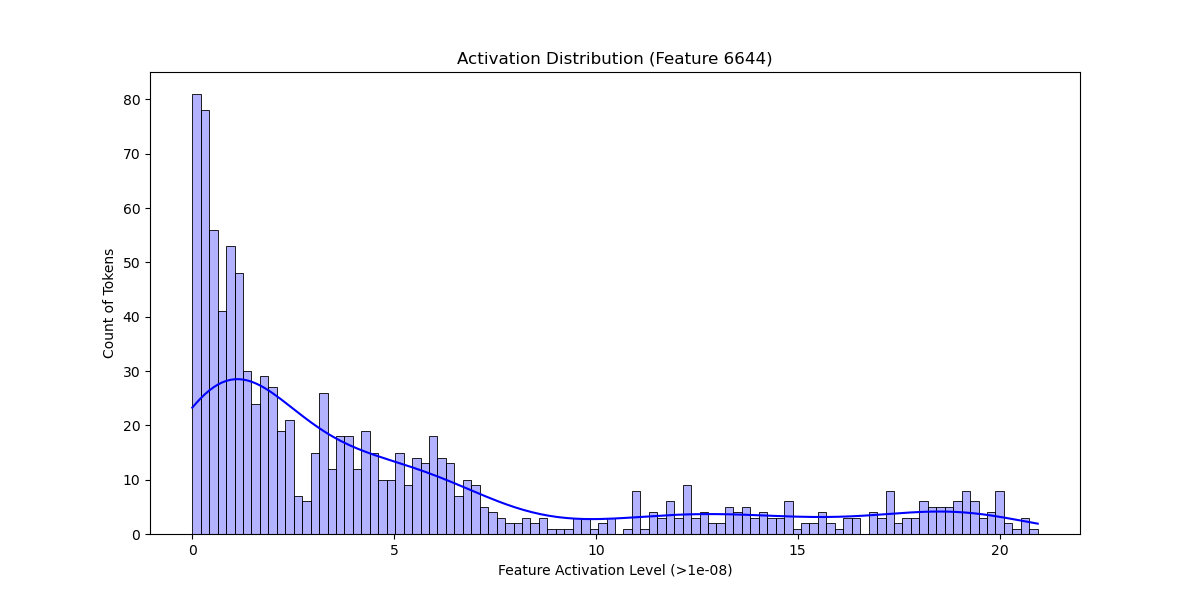 Activation Distribution (Feature 6644)
Count of Tokens
80
70
60
50
40
30
20
10
0
0 5 10 15 20
Feature Activation Level (>1e-08)